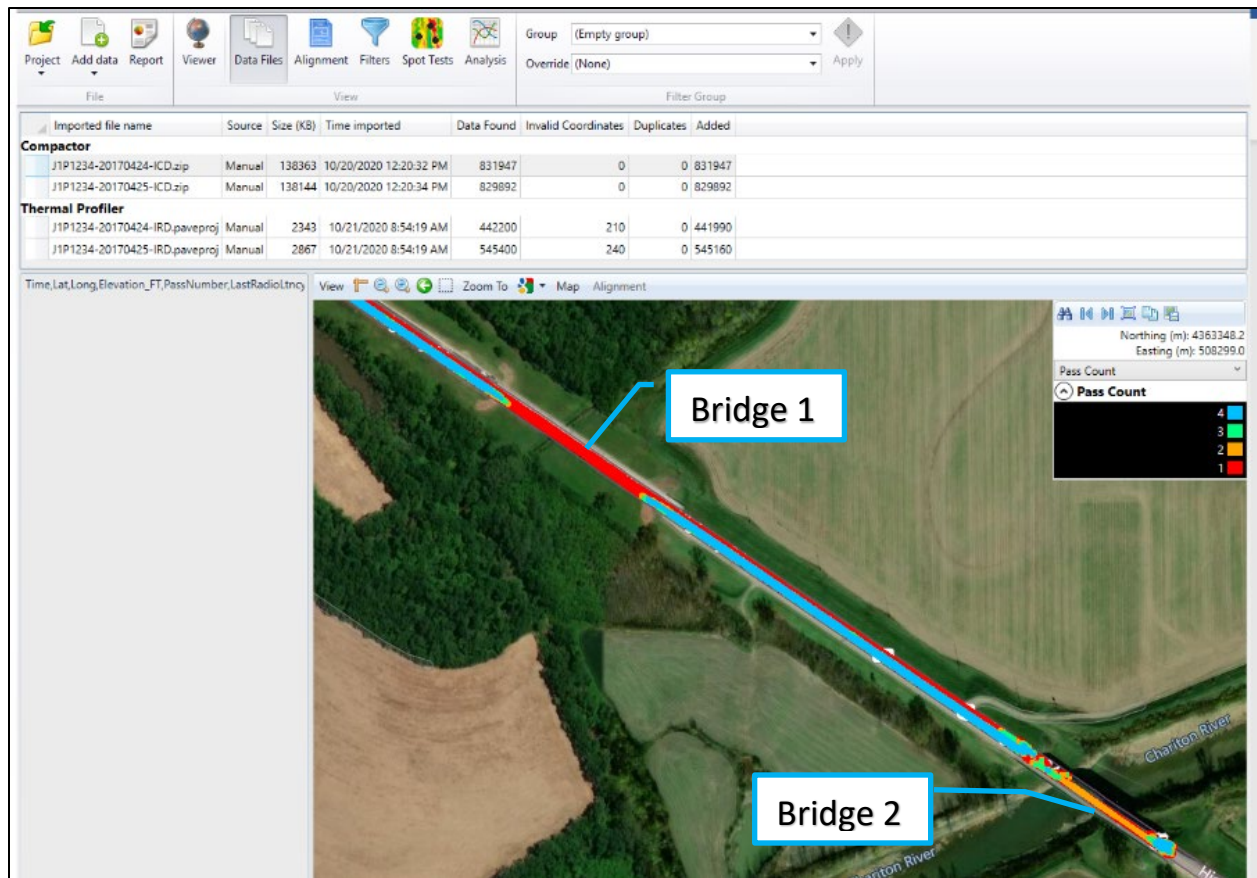 Project Add data Report Viewer Data Files Alignment Filters Spot Tests Analysis Group (Empty group) Apply
Override (None)
File View Filter Group
Imported file name Source Size (KB) Time imported Data Found Invalid Coordinates Duplicates Added
Compactor
J1P1234-20170424-ICD.zip Manual 138363 10/20/2020 12:20:32 PM 831947 0 0 831947
J1P1234-20170425-ICD.zip Manual 138144 10/20/2020 12:20:34 PM 829892 0 0 829892
Thermal Profiler
J1P1234-20170424-IRD.paveproj Manual 2343 10/21/2020 8:54:19 AM 442200 210 0 441990
J1P1234-20170425-IRD.paveproj Manual 2867 10/21/2020 8:54:19 AM 545400 240 0 545160
Time,Lat,Long,Elevation_FT,PassNumber,LastRadioLtncy View Zoom To Map Alignment
Northing (m): 4363348.2
Easting (m): 508299.0
Pass Count
Pass Count
4
3
2
1
Bridge 1
Chariton River
Bridge 2
Chariton River